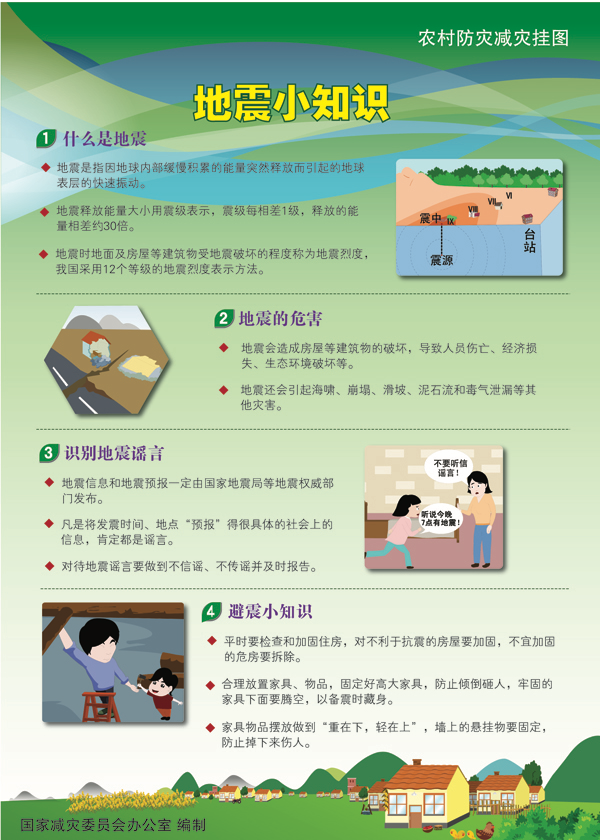 农村防灾减灾挂图
地震小知识
1 什么是地震
地震是指因地球内部缓慢积累的能量突然释放而引起的地球
表层的快速振动。
地震释放能量大小用震级表示，震级每相差1级，释放的能
量相差约30倍。
地震时地面及房屋等建筑物受地震破坏的程度称为地震烈度，
我国采用12个等级的地震烈度表示方法。
VI
VII
VIII
震中
IX
台站
震源
2 地震的危害
地震会造成房屋等建筑物的破坏，导致人员伤亡、经济损
失、生态环境破坏等。
地震还会引起海啸、崩塌、滑坡、泥石流和毒气泄漏等其
他灾害。
3 识别地震谣言
地震信息和地震预报一定由国家地震局等地震权威部
门发布。
凡是将发震时间、地点“预报”得很具体的社会上的
信息，肯定都是谣言。
对待地震谣言要做到不信谣、不传谣并及时报告。
不要听信
谣言！
听说今晚
7点有地震！
4 避震小知识
平时要检查和加固住房，对不利于抗震的房屋要加固，不宜加固
的危房要拆除。
合理放置家具、物品，固定好高大家具，防止倾倒砸人，牢固的
家具下面要腾空，以备震时藏身。
家具物品摆放做到“重在下，轻在上”，墙上的悬挂物要固定，
防止掉下来伤人。
国家减灾委员会办公室 编制